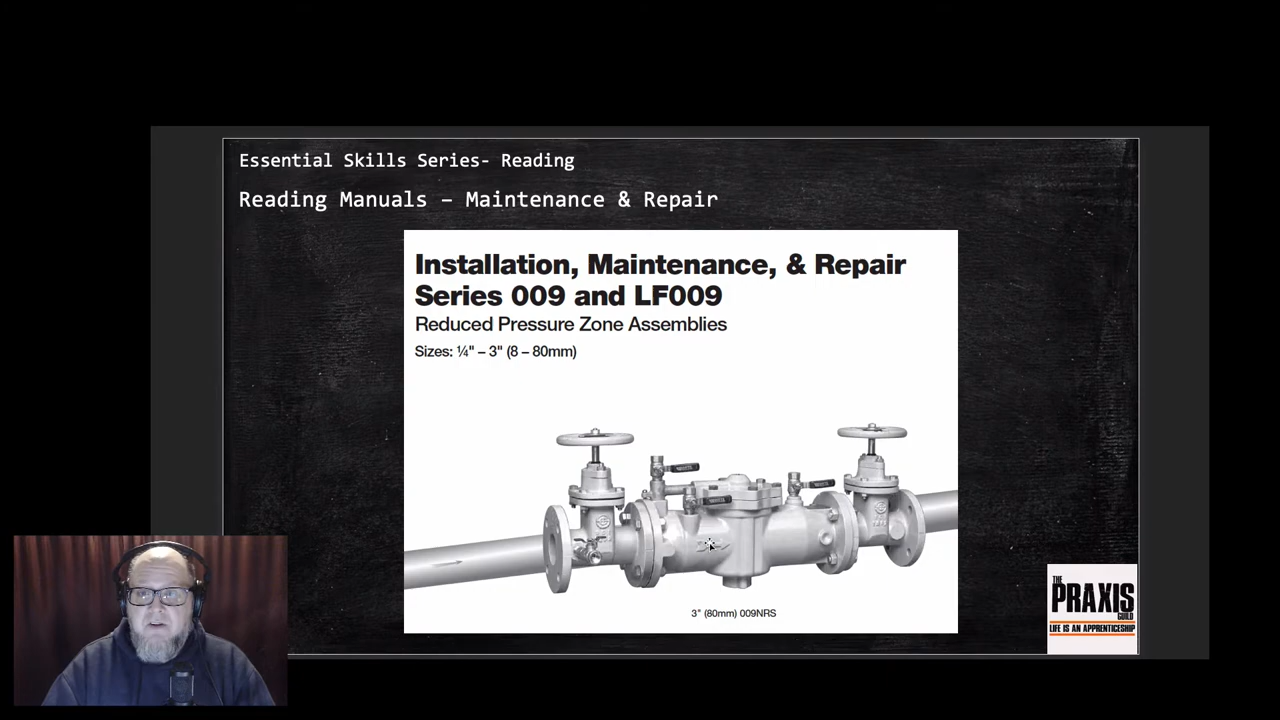 Essential Skills Series- Reading
Reading Manuals – Maintenance & Repair
Installation, Maintenance, & Repair
Series 009 and LF009
Reduced Pressure Zone Assemblies
Sizes: ¼" – 3" (8 – 80mm)
3" (80mm) 009NRS
THE
PRAXIS
GUILD
LIFE IS AN APPRENTICESHIP